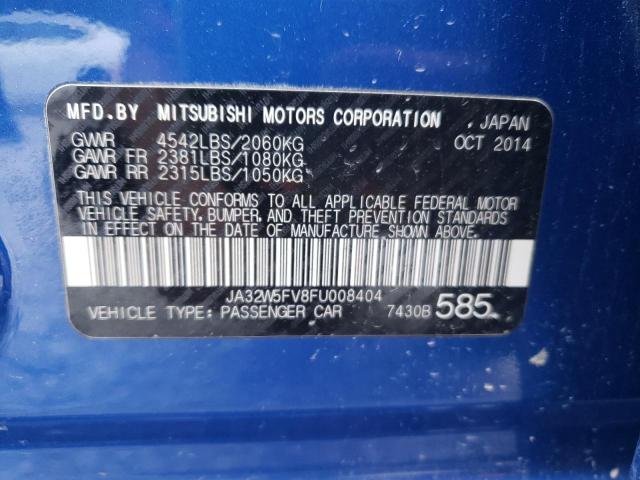 MFD.BY MITSUBISHI MOTORS CORPORATION . JAPAN
GVWR 4542LBS/2060KG OCT 2014
GAWR FR 2381LBS/1080KG
GAWR RR 2315LBS/1050KG
THIS VEHICLE CONFORMS TO ALL APPLICABLE FEDERAL MOTOR
VEHICLE SAFETY, BUMPER, AND THEFT PREVENTION STANDARDS
IN EFFECT ON THE DATE OF MANUFACTURE SHOWN ABOVE.
JA32W5FV8FU008404
VEHICLE TYPE: PASSENGER CAR 7430B 585